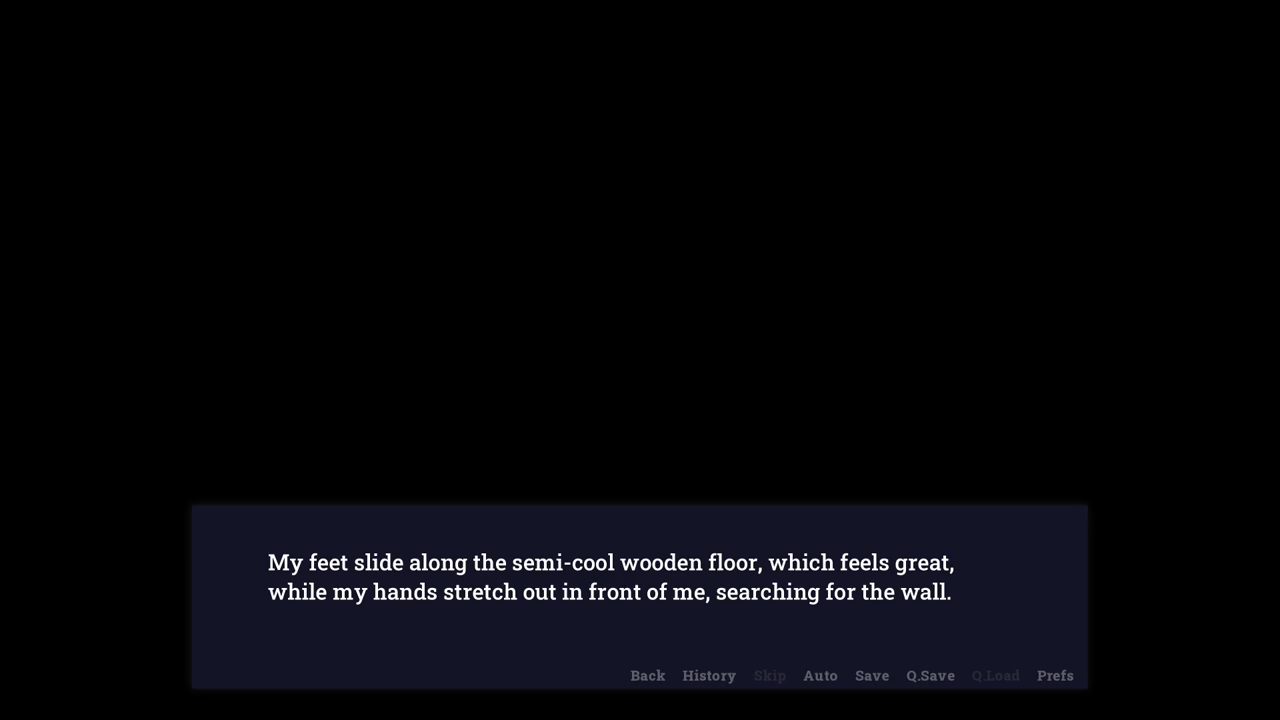 My feet slide along the semi-cool wooden floor, which feels great,
while my hands stretch out in front of me, searching for the wall.
Back History Skip Auto Save Q.Save Q.Load Prefs